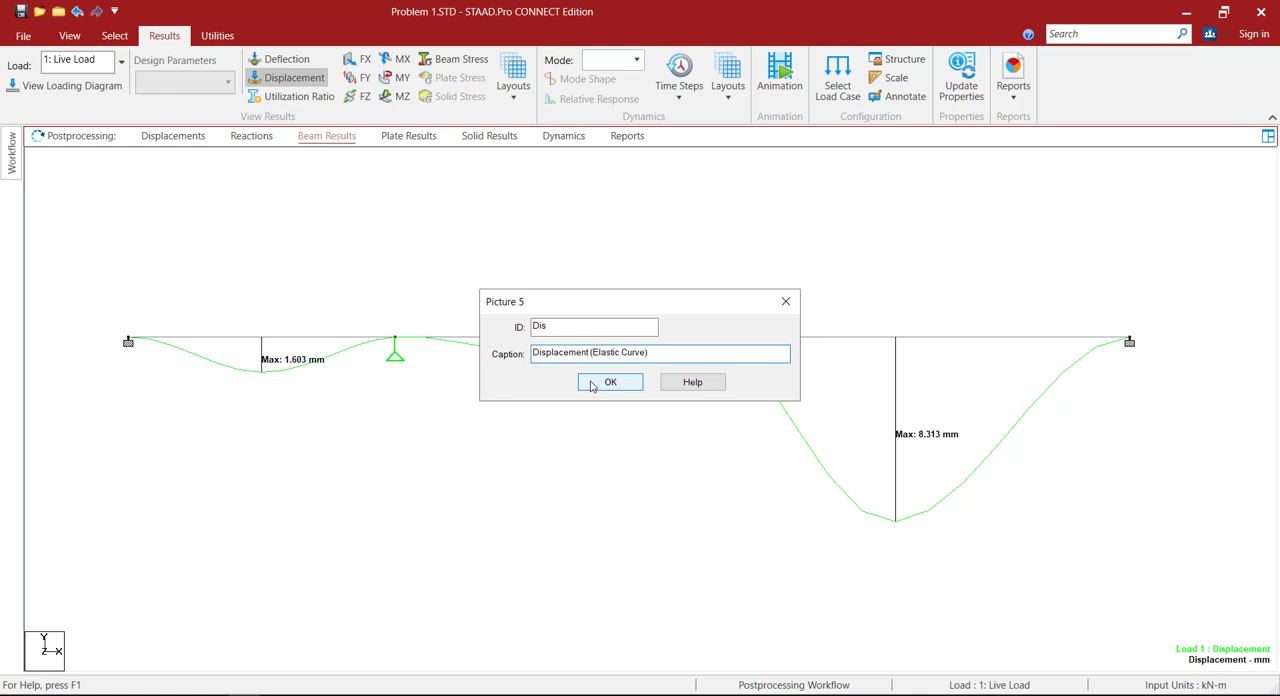 Problem 1.STD - STAAD.Pro CONNECT Edition
File View Select Results Utilities
Search
Sign in
Load: 1: Live Load
View Loading Diagram
Design Parameters
Deflection
Displacement
Utilization Ratio
FX
FY
FZ
MX
MY
MZ
Beam Stress
Plate Stress
Solid Stress
Layouts
View Results
Mode:
Mode Shape
Relative Response
Time Steps
Layouts
Dynamics
Animation
Animation
Select
Load Case
Structure
Scale
Annotate
Configuration
Update
Properties
Properties
Reports
Reports
Workflow
Postprocessing: Displacements Reactions Beam Results Plate Results Solid Results Dynamics Reports
Max: 1.603 mm
Picture 5
ID: Dis
Caption: Displacement (Elastic Curve)
OK Help
Max: 8.313 mm
Y
Z X
Load 1 : Displacement
Displacement - mm
For Help, press F1
Postprocessing Workflow
Load : 1: Live Load
Input Units : kN-m